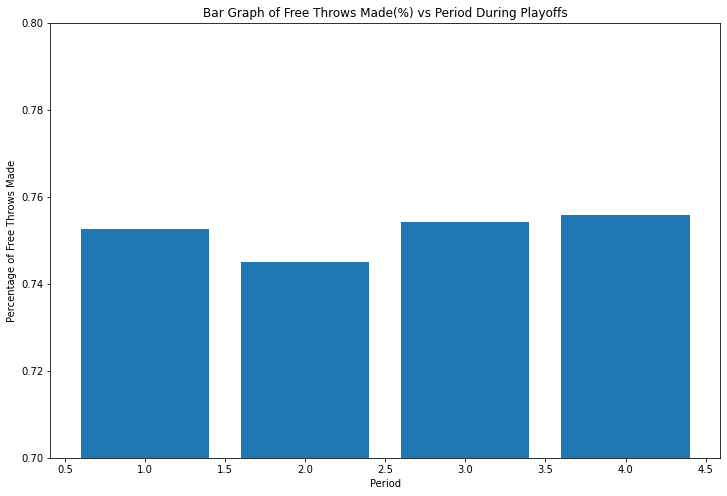 Bar Graph of Free Throws Made(%) vs Period During Playoffs
Percentage of Free Throws Made
0.80
0.78
0.76
0.74
0.72
0.70
0.5 1.0 1.5 2.0 2.5 3.0 3.5 4.0 4.5
Period